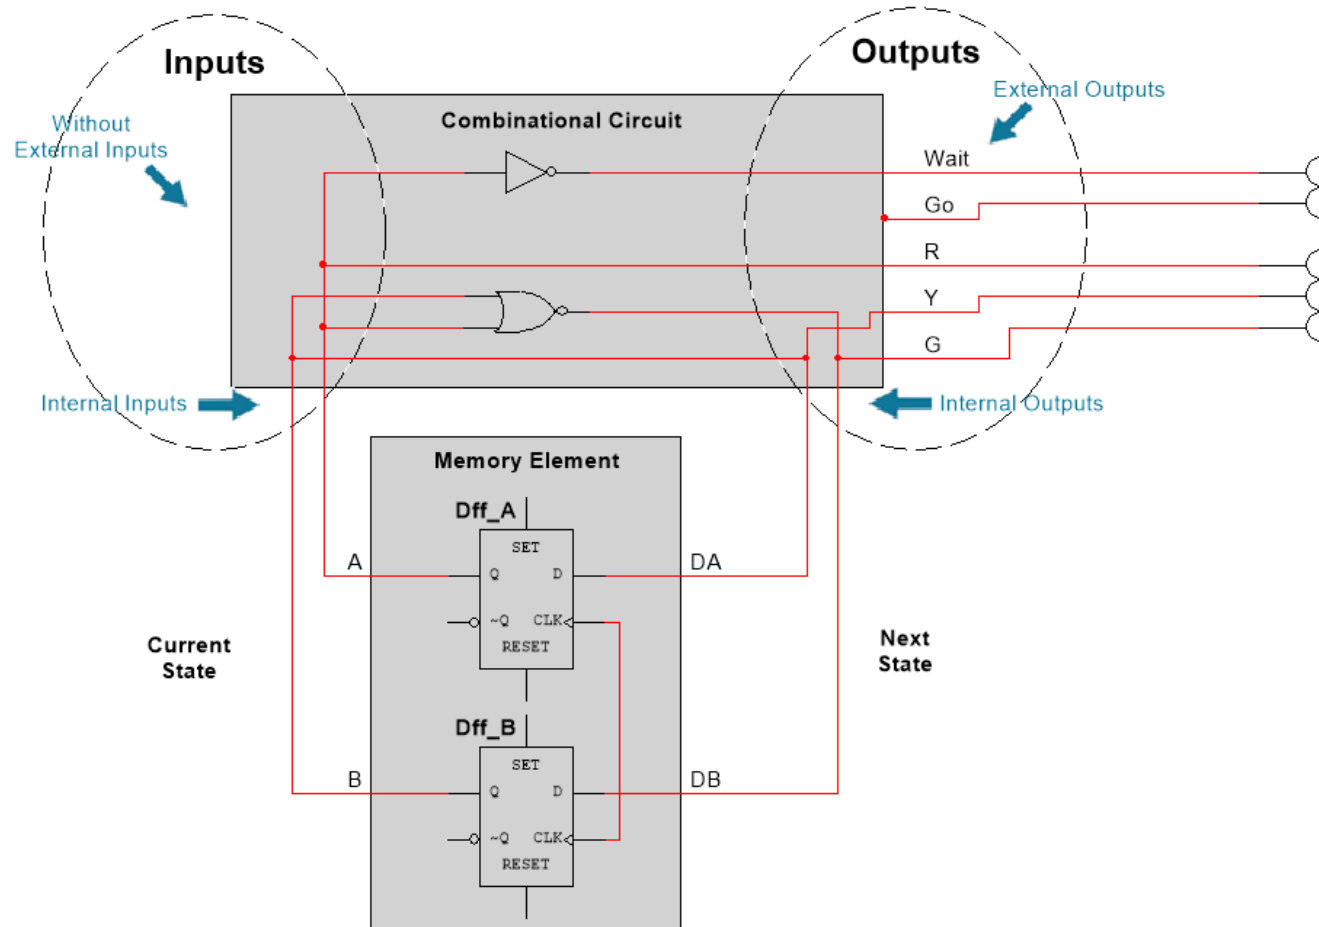 Inputs
Outputs
Without
External Inputs
External Outputs
Combinational Circuit
Wait
Go
R
Y
G
Internal Inputs
Internal Outputs
Memory Element
Dff_A
SET
A
Q
D
DA
~Q
CLK
RESET
Current
State
Next
State
Dff_B
SET
B
Q
D
DB
~Q
CLK
RESET